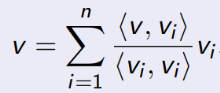 v = \sum_{i=1}^{n} \frac{\langle v, v_i \rangle}{\langle v_i, v_i \rangle} v_i.